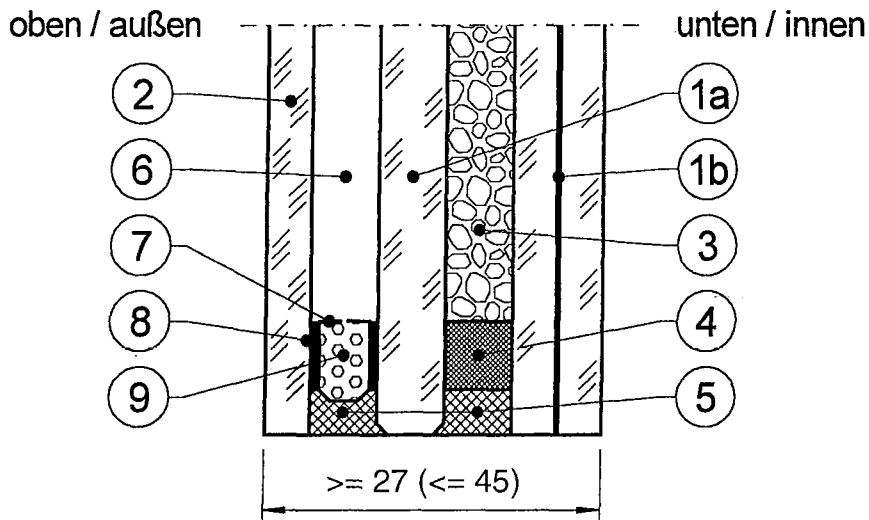 oben / außen
unten / innen
2
1a
6
1b
7
3
8
4
9
5
>= 27 (<= 45)